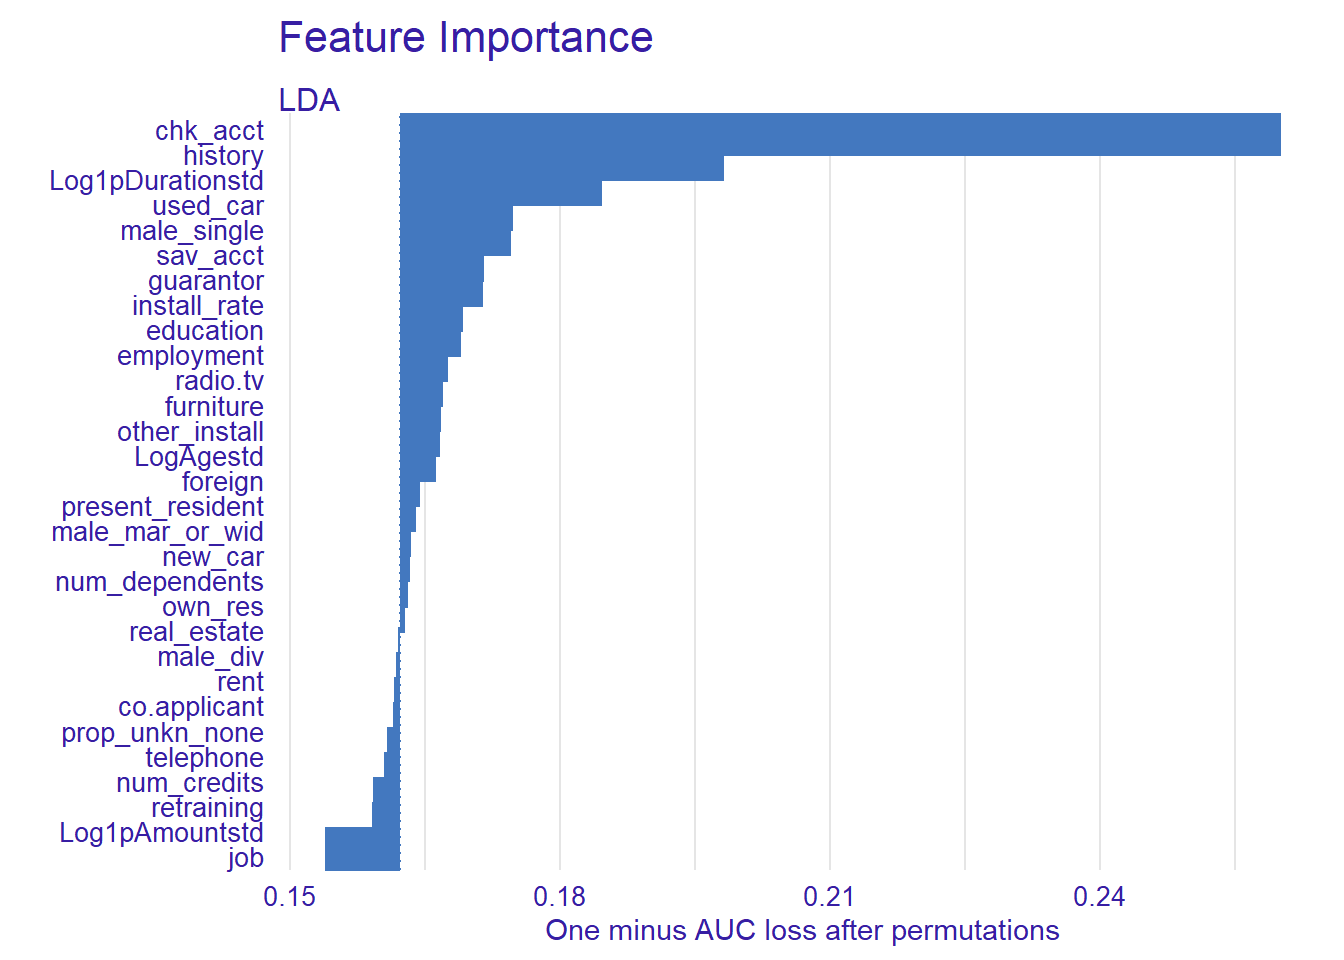 Feature Importance
LDA
chk_acct
history
Log1pDurationstd
used_car
male_single
sav_acct
guarantor
install_rate
education
employment
radio.tv
furniture
other_install
LogAgestd
foreign
present_resident
male_mar_or_wid
new_car
num_dependents
own_res
real_estate
male_div
rent
co.applicant
prop_unkn_none
telephone
num_credits
retraining
Log1pAmountstd
job
0.15 0.18 0.21 0.24
One minus AUC loss after permutations